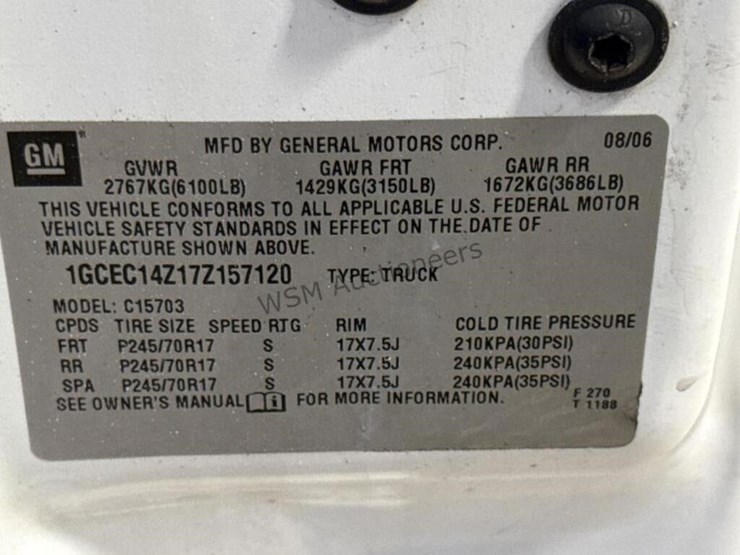 GM
MFD BY GENERAL MOTORS CORP. 08/06
GVWR GAWR FRT GAWR RR
2767KG(6100LB) 1429KG(3150LB) 1672KG(3686LB)
THIS VEHICLE CONFORMS TO ALL APPLICABLE U.S. FEDERAL MOTOR
VEHICLE SAFETY STANDARDS IN EFFECT ON THE DATE OF
MANUFACTURE SHOWN ABOVE.
1GCEC14Z17Z157120 TYPE: TRUCK
WSM Auctioneers
MODEL: C15703
CPDS TIRE SIZE SPEED RTG RIM COLD TIRE PRESSURE
FRT P245/70R17 S 17X7.5J 210KPA(30PSI)
RR P245/70R17 S 17X7.5J 240KPA(35PSI)
SPA P245/70R17 S 17X7.5J 240KPA(35PSI)
SEE OWNER'S MANUAL i FOR MORE INFORMATION.
F 270
T 1188